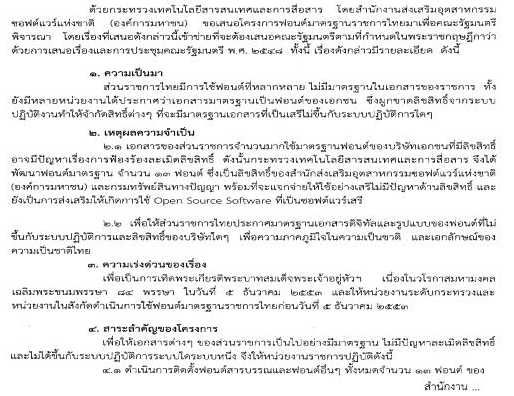 ด้วยกระทรวงเทคโนโลยีสารสนเทศและการสื่อสาร โดยสำนักงานส่งเสริมอุตสาหกรรม
ซอฟต์แวร์แห่งชาติ (องค์การมหาชน) ขอเสนอโครงการฟอนต์มาตรฐานราชการไทยมาเพื่อคณะรัฐมนตรี
พิจารณา โดยเรื่องที่เสนอดังกล่าวนี้เข้าข่ายที่จะต้องเสนอคณะรัฐมนตรีตามที่กำหนดในพระราชกฤษฎีกาว่า
ด้วยการเสนอเรื่องและการประชุมคณะรัฐมนตรี พ.ศ. ๒๕๔๘ ทั้งนี้ เรื่องดังกล่าวมีรายละเอียด ดังนี้
๑. ความเป็นมา
ส่วนราชการไทยมีการใช้ฟอนต์ที่หลากหลาย ไม่มีมาตรฐานในเอกสารของราชการ ทั้ง
ยังมีหลายหน่วยงานได้ประกาศว่าเอกสารมาตรฐานเป็นฟอนต์ของเอกชน ซึ่งผูกขาดลิขสิทธิ์จากระบบ
ปฏิบัติงานทำให้จำกัดสิทธิ์ต่างๆ ที่จะมีมาตรฐานเอกสารที่เป็นเสรีไม่ขึ้นกับระบบปฏิบัติการใดๆ
๒. เหตุผลความจำเป็น
๒.๑ เอกสารของส่วนราชการจำนวนมากใช้มาตรฐานฟอนต์ของบริษัทเอกชนที่มีลิขสิทธิ์
อาจมีปัญหาเรื่องการฟ้องร้องละเมิดลิขสิทธิ์ ดังนั้นกระทรวงเทคโนโลยีสารสนเทศและการสื่อสาร จึงได้
พัฒนาฟอนต์มาตรฐาน จำนวน ๑๓ ฟอนต์ ซึ่งเป็นลิขสิทธิ์ของสำนักส่งเสริมอุตสาหกรรมซอฟต์แวร์แห่งชาติ
(องค์การมหาชน) และกรมทรัพย์สินทางปัญญา พร้อมที่จะแจกจ่ายให้ใช้อย่างเสรีไม่มีปัญหาด้านลิขสิทธิ์ และ
ยังเป็นการส่งเสริมให้เกิดการใช้ Open Source Software ที่เป็นซอฟต์แวร์เสรี
๒.๒ เพื่อให้ส่วนราชการไทยประกาศมาตรฐานเอกสารดิจิทัลและรูปแบบของฟอนต์ที่ไม่
ขึ้นกับระบบปฏิบัติการและลิขสิทธิ์ของบริษัทใดๆ เพื่อความภาคภูมิใจในความเป็นชาติ และเอกลักษณ์ของ
ความเป็นชาติไทย
๓. ความเร่งด่วนของเรื่อง
เพื่อเป็นการเทิดพระเกียรติพระบาทสมเด็จพระเจ้าอยู่หัวฯ เนื่องในวโรกาสมหามงคล
เฉลิมพระชนมพรรษา ๘๔ พรรษา ในวันที่ ๕ ธันวาคม ๒๕๕๓ และให้หน่วยงานระดับกระทรวงและ
หน่วยงานในสังกัดดำเนินการใช้ฟอนต์มาตรฐานราชการไทยก่อนวันที่ ๕ ธันวาคม ๒๕๕๓
๔. สาระสำคัญของโครงการ
เพื่อให้เอกสารต่างๆ ของส่วนราชการเป็นไปอย่างมีมาตรฐาน ไม่มีปัญหาละเมิดลิขสิทธิ์
และไม่ได้ขึ้นกับระบบปฏิบัติการระบบใดระบบหนึ่ง จึงให้หน่วยงานราชการปฏิบัติดังนี้
๔.๑ ดำเนินการติดตั้งฟอนต์สารบรรณและฟอนต์อื่นๆ ทั้งหมดจำนวน ๑๓ ฟอนต์ ของ
สำนักงาน ...